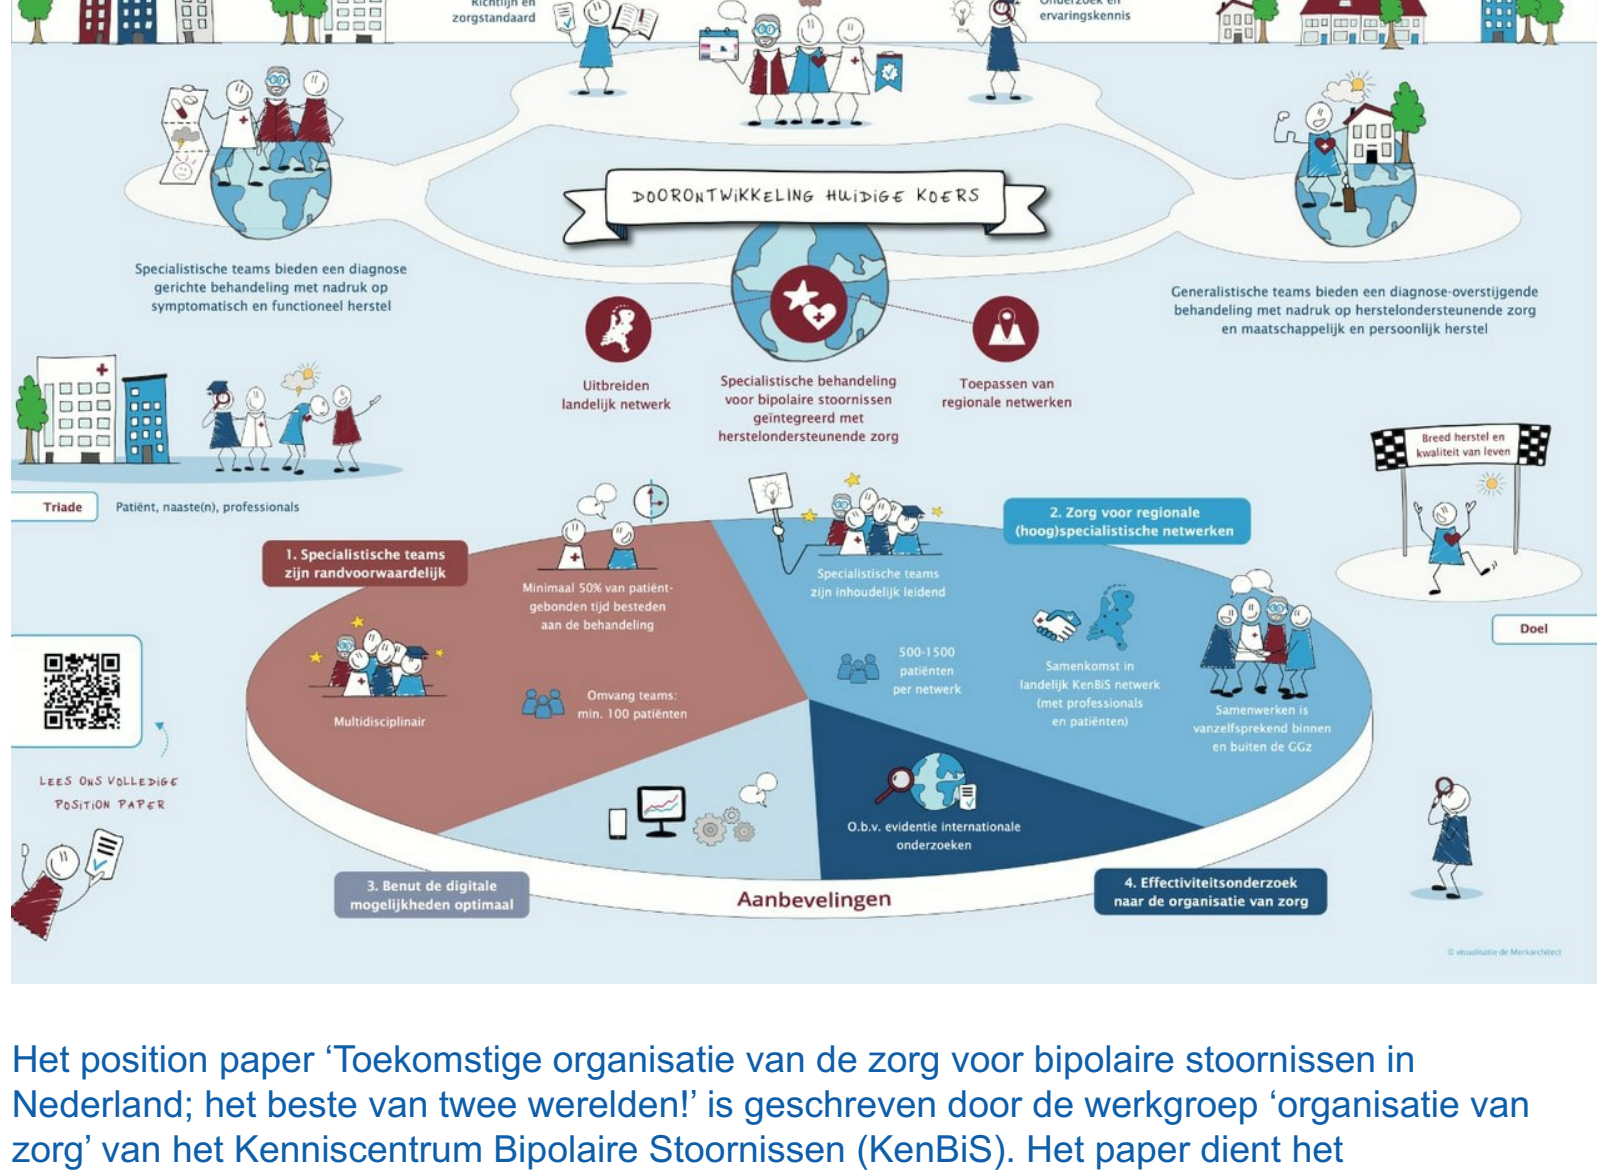 Richtlijn en
zorgstandaard
Onderzoek en
ervaringskennis
DOORONTWIKKELING HUIDIGE KOERS
Specialistische teams bieden een diagnose
gerichte behandeling met nadruk op
symptomatisch en functioneel herstel
Generalistische teams bieden een diagnose-overstijgende
behandeling met nadruk op herstelondersteunende zorg
en maatschappelijk en persoonlijk herstel
Uitbreiden
landelijk netwerk
Specialistische behandeling
voor bipolaire stoornissen
geïntegreerd met
herstelondersteunende zorg
Toepassen van
regionale netwerken
Breed herstel en
kwaliteit van leven
Triade
Patiënt, naaste(n), professionals
1. Specialistische teams
zijn randvoorwaardelijk
Minimaal 50% van patiënt-
gebonden tijd besteden
aan de behandeling
Multidisciplinair
Omvang teams:
min. 100 patiënten
2. Zorg voor regionale
(hoog)specialistische netwerken
Specialistische teams
zijn inhoudelijk leidend
500-1500
patiënten
per netwerk
Samenkomst in
landelijk KenBiS netwerk
(met professionals
en patiënten)
Samenwerken is
vanzelfsprekend binnen
en buiten de GGz
Doel
LEES ONS VOLLEDIGE
POSITION PAPER
O.b.v. evidentie internationale
onderzoeken
3. Benut de digitale
mogelijkheden optimaal
Aanbevelingen
4. Effectiviteitsonderzoek
naar de organisatie van zorg
© visualisatie de Merkarchitect
Het position paper ‘Toekomstige organisatie van de zorg voor bipolaire stoornissen in
Nederland; het beste van twee werelden!’ is geschreven door de werkgroep ‘organisatie van
zorg’ van het Kenniscentrum Bipolaire Stoornissen (KenBiS). Het paper dient het